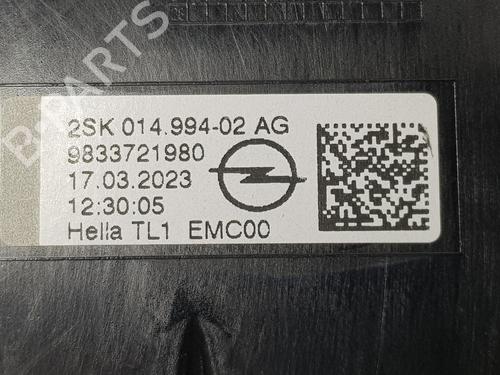 B-PARTS
2SK 014.994-02 AG
9833721980
17.03.2023
12:30:05
Hella TL1 EMC00